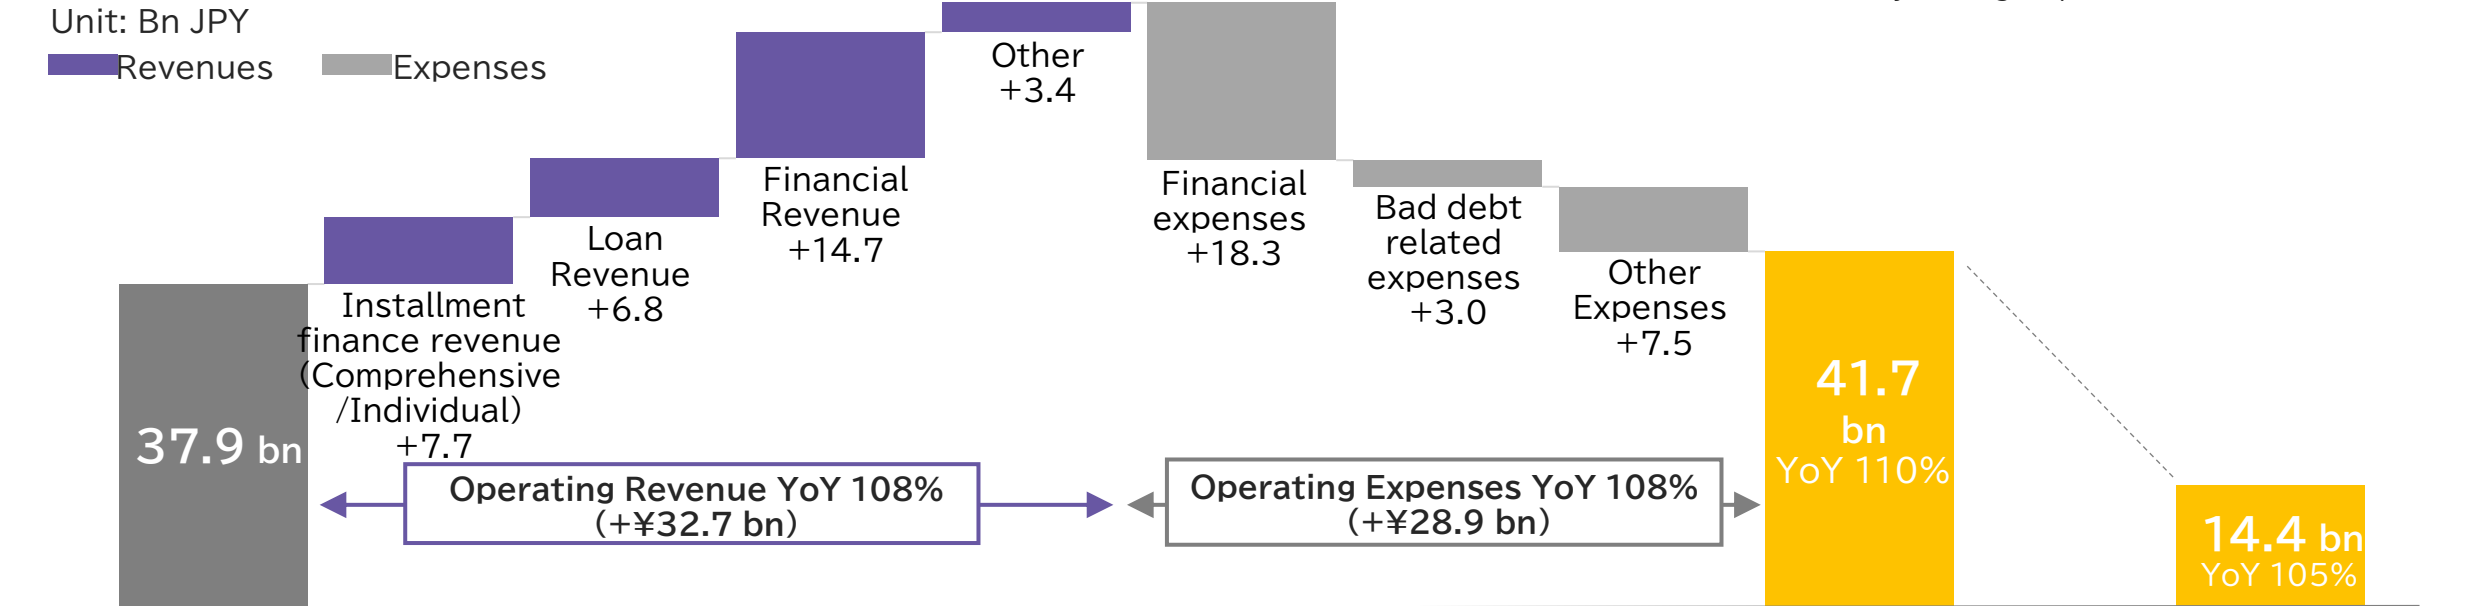 Unit: Bn JPY
Revenues
Expenses
37.9 bn
Installment
finance revenue
(Comprehensive
/Individual)
+7.7
Loan
Revenue
+6.8
Financial
Revenue
+14.7
Other
+3.4
Financial
expenses
+18.3
Bad debt
related
expenses
+3.0
Other
Expenses
+7.5
41.7
bn
YoY 110%
Operating Revenue YoY 108%
(+¥32.7 bn)
Operating Expenses YoY 108%
(+¥28.9 bn)
14.4 bn
YoY 105%